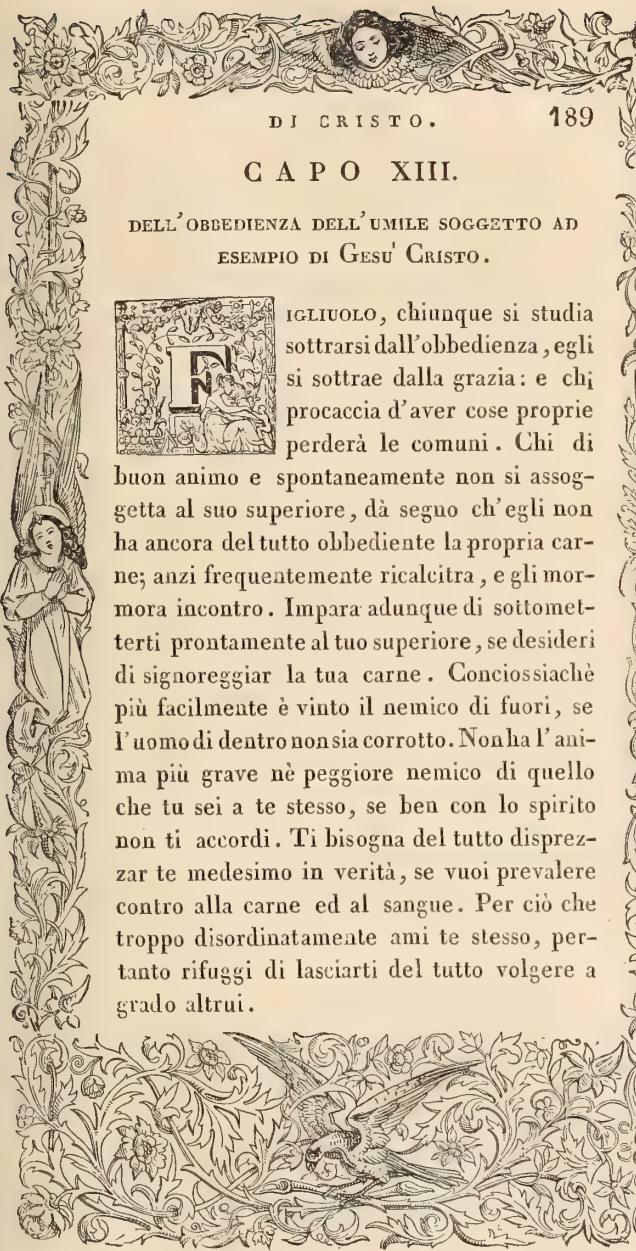 DI CRISTO. 189
CAPO XIII.
DELL'OBBEDIENZA DELL'UMILE SOGGETTO AD
ESEMPIO DI GESU' CRISTO.
FIGLIUOLO, chiunque si studia
sottrarsi dall'obbedienza, egli
si sottrae dalla grazia: e chi
procaccia d'aver cose proprie
perderà le comuni. Chi di
buon animo e spontaneamente non si assog-
getta al suo superiore, dà segno ch'egli non
ha ancora del tutto obbediente la propria car-
ne; anzi frequentemente ricalcitra, e gli mor-
mora incontro. Impara adunque di sottomet-
terti prontamente al tuo superiore, se desideri
di signoreggiar la tua carne. Conciossiachè
più facilmente è vinto il nemico di fuori, se
l'uomo di dentro non sia corrotto. Non ha l'ani-
ma più grave nè peggiore nemico di quello
che tu sei a te stesso, se ben con lo spirito
non ti accordi. Ti bisogna del tutto disprez-
zar te medesimo in verità, se vuoi prevalere
contro alla carne ed al sangue. Per ciò che
troppo disordinatamente ami te stesso, per-
tanto rifuggi di lasciarti del tutto volgere a
grado altrui.